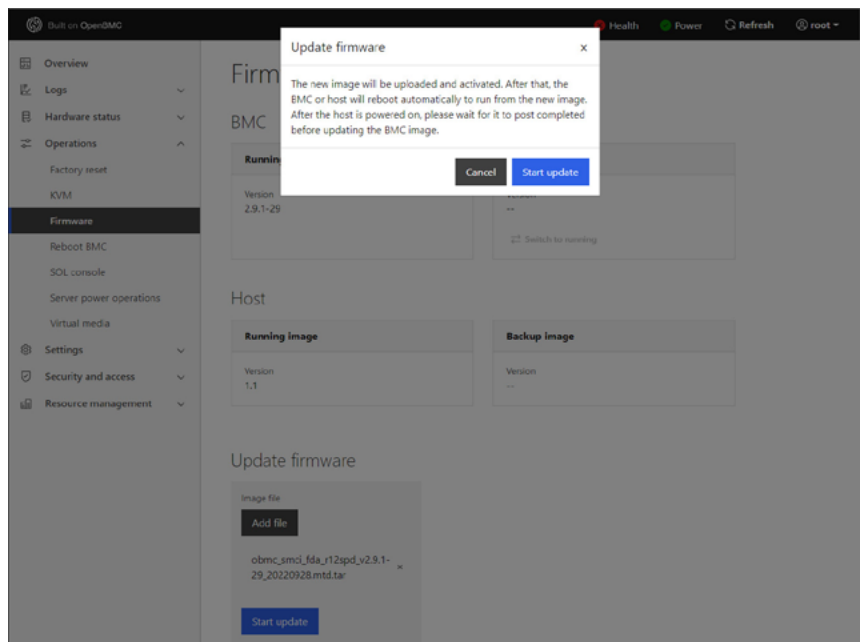 Built on OpenBMC
Health
Power
Refresh
root
Overview
Logs
Hardware status
Operations
Factory reset
KVM
Firmware
Reboot BMC
SOL console
Server power operations
Virtual media
Settings
Security and access
Resource management
Update firmware
x
The new image will be uploaded and activated. After that, the
BMC or host will reboot automatically to run from the new image.
After the host is powered on, please wait for it to post completed
before updating the BMC image.
Cancel
Start update
Firm
BMC
Runnin
Version
2.9.1-29
Version
--
Switch to running
Host
Running image
Version
1.1
Backup image
Version
--
Update firmware
Image file
Add file
obmc_smci_fda_r12spd_v2.9.1-
29_20220928.mtd.tar
×
Start update